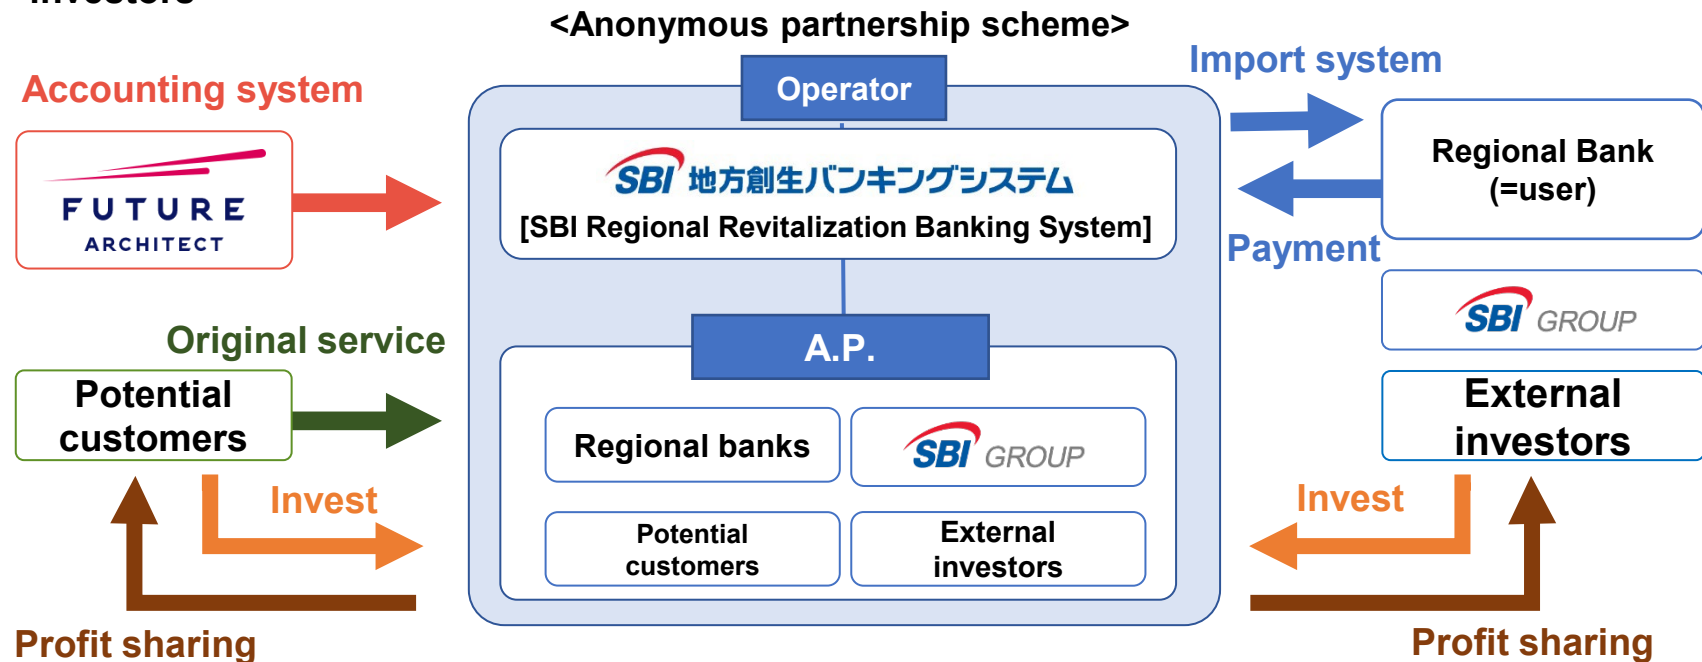 investors
<Anonymous partnership scheme>
Accounting system
FUTURE
ARCHITECT
Operator
SBI 地方創生バンキングシステム
[SBI Regional Revitalization Banking System]
Import system
Regional Bank
(=user)
Payment
SBI GROUP
Original service
Potential
customers
A.P.
Regional banks
SBI GROUP
Potential
customers
External
investors
External
investors
Invest
Invest
Profit sharing
Profit sharing